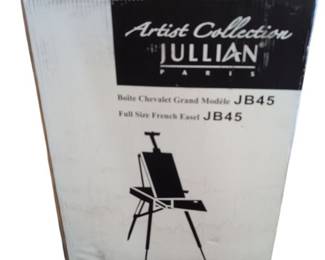 Artist Collection
JULLIAN
PARIS
Boîte Chevalet Grand Modèle JB45
Full Size French Easel JB45